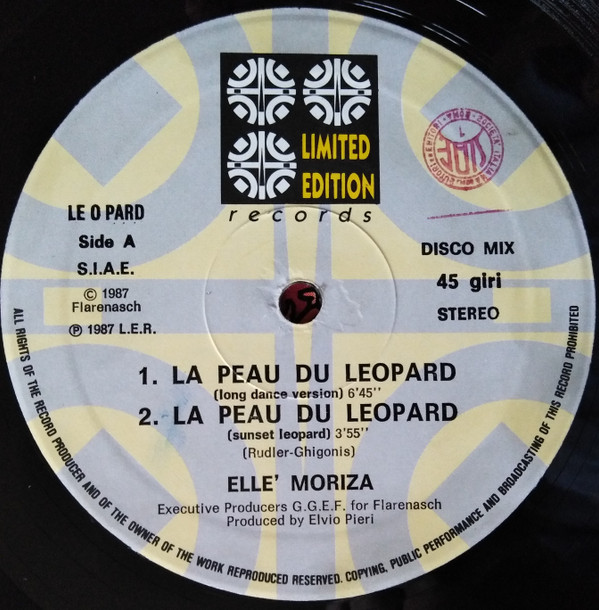 LIMITED
EDITION
records
LE O PARD
Side A
S.I.A.E.
© 1987
Flarenasch
℗ 1987 L.E.R.
SIAE
DISCO MIX
45 giri
STEREO
1. LA PEAU DU LEOPARD
(long dance version) 6'45''
2. LA PEAU DU LEOPARD
(sunset leopard) 3'55''
(Rudler-Ghigonis)
ELLE' MORIZA
Executive Producers G.G.E.F. for Flarenasch
Produced by Elvio Pieri
ALL RIGHTS OF THE RECORD PRODUCER AND OF THE OWNER OF THE WORK REPRODUCED RESERVED. COPYING, PUBLIC PERFORMANCE AND BROADCASTING OF THIS RECORD PROHIBITED